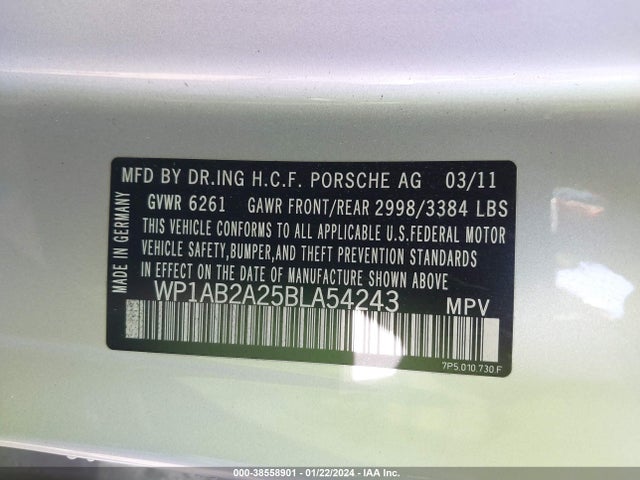 MFD BY DR.ING H.C.F. PORSCHE AG 03/11
GVWR 6261 GAWR FRONT/REAR 2998/3384 LBS
THIS VEHICLE CONFORMS TO ALL APPLICABLE U.S.FEDERAL MOTOR
VEHICLE SAFETY,BUMPER,AND THEFT PREVENTION STANDARDS
IN EFFECT ON THE DATE OF MANUFACTURE SHOWN ABOVE
WP1AB2A25BLA54243 MPV
MADE IN GERMANY
7P5.010.730.F
000-38558901 - 01/22/2024 - IAA Inc.